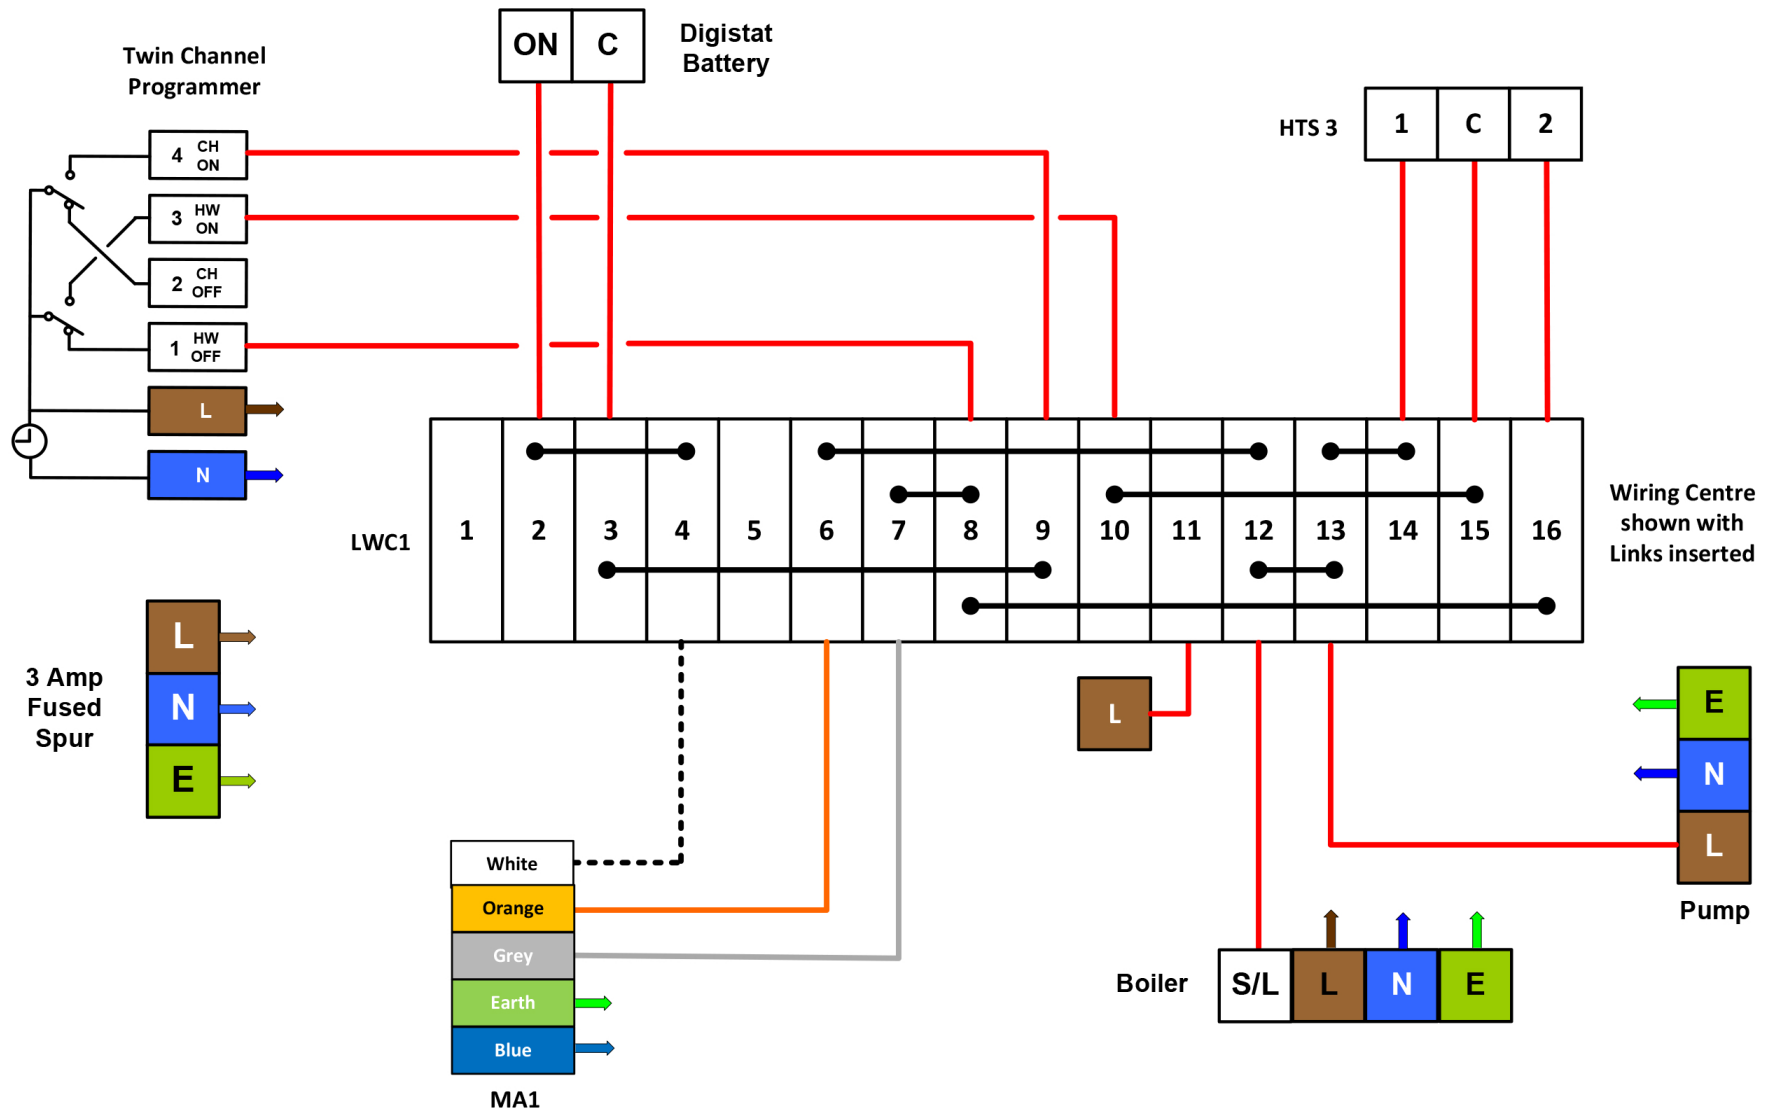 ON
C
Digistat
Battery
Twin Channel
Programmer
4 CH
ON
3 HW
ON
2 CH
OFF
1 HW
OFF
L
N
HTS 3
1
C
2
LWC1
1
2
3
4
5
6
7
8
9
10
11
12
13
14
15
16
Wiring Centre
shown with
Links inserted
3 Amp
Fused
Spur
L
N
E
L
E
N
L
Pump
White
Orange
Grey
Earth
Blue
MA1
Boiler
S/L
L
N
E